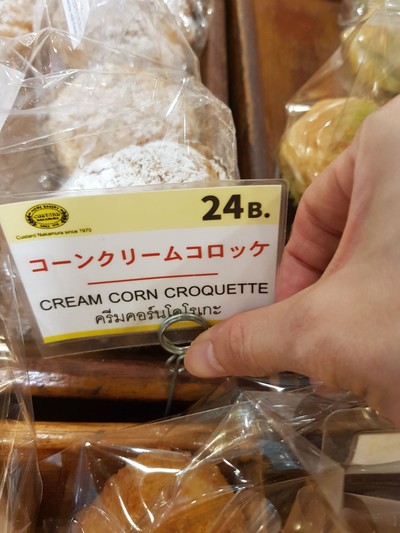 24B.
Custard Nakamura since 1970
コーンクリームコロッケ
CREAM CORN CROQUETTE
ครีมคอร์นโคโรเกะ